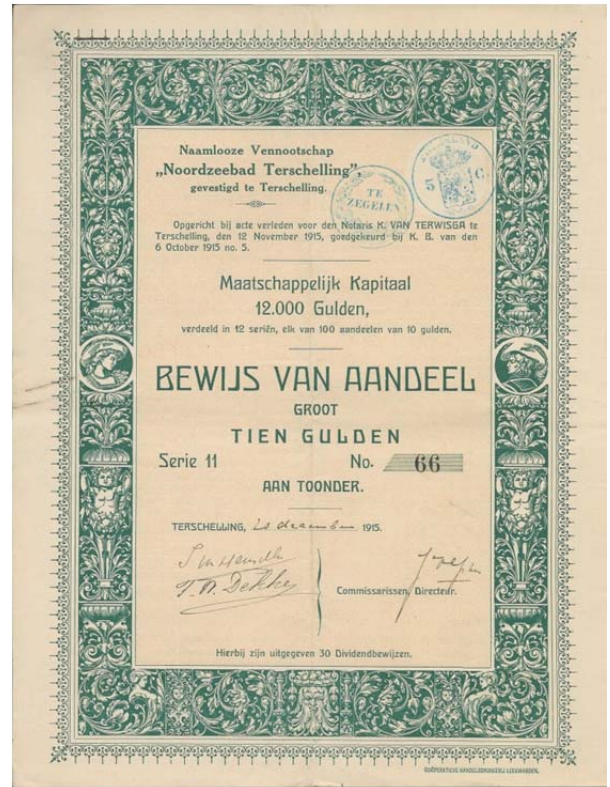 Naamlooze Vennootschap
„Noordzeebad Terschelling",
gevestigd te Terschelling.
TE
ZEGELEN
5 C.
Opgericht bij acte verleden voor den Notaris K. VAN TERWISGA te
Terschelling, den 12 November 1915, goedgekeurd bij K. B. van den
6 October 1915 no. 5.
Maatschappelijk Kapitaal
12.000 Gulden,
verdeeld in 12 seriën, elk van 100 aandeelen van 10 gulden.
BEWIJS VAN AANDEEL
GROOT
TIEN GULDEN
Serie 11 No. 66
AAN TOONDER.
TERSCHELLING, december 1915.
Commissarissen, Directeur.
Hierbij zijn uitgegeven 30 Dividendbewijzen.
COÖPERATIEVE HANDELSDRUKKERIJ LEEUWARDEN.